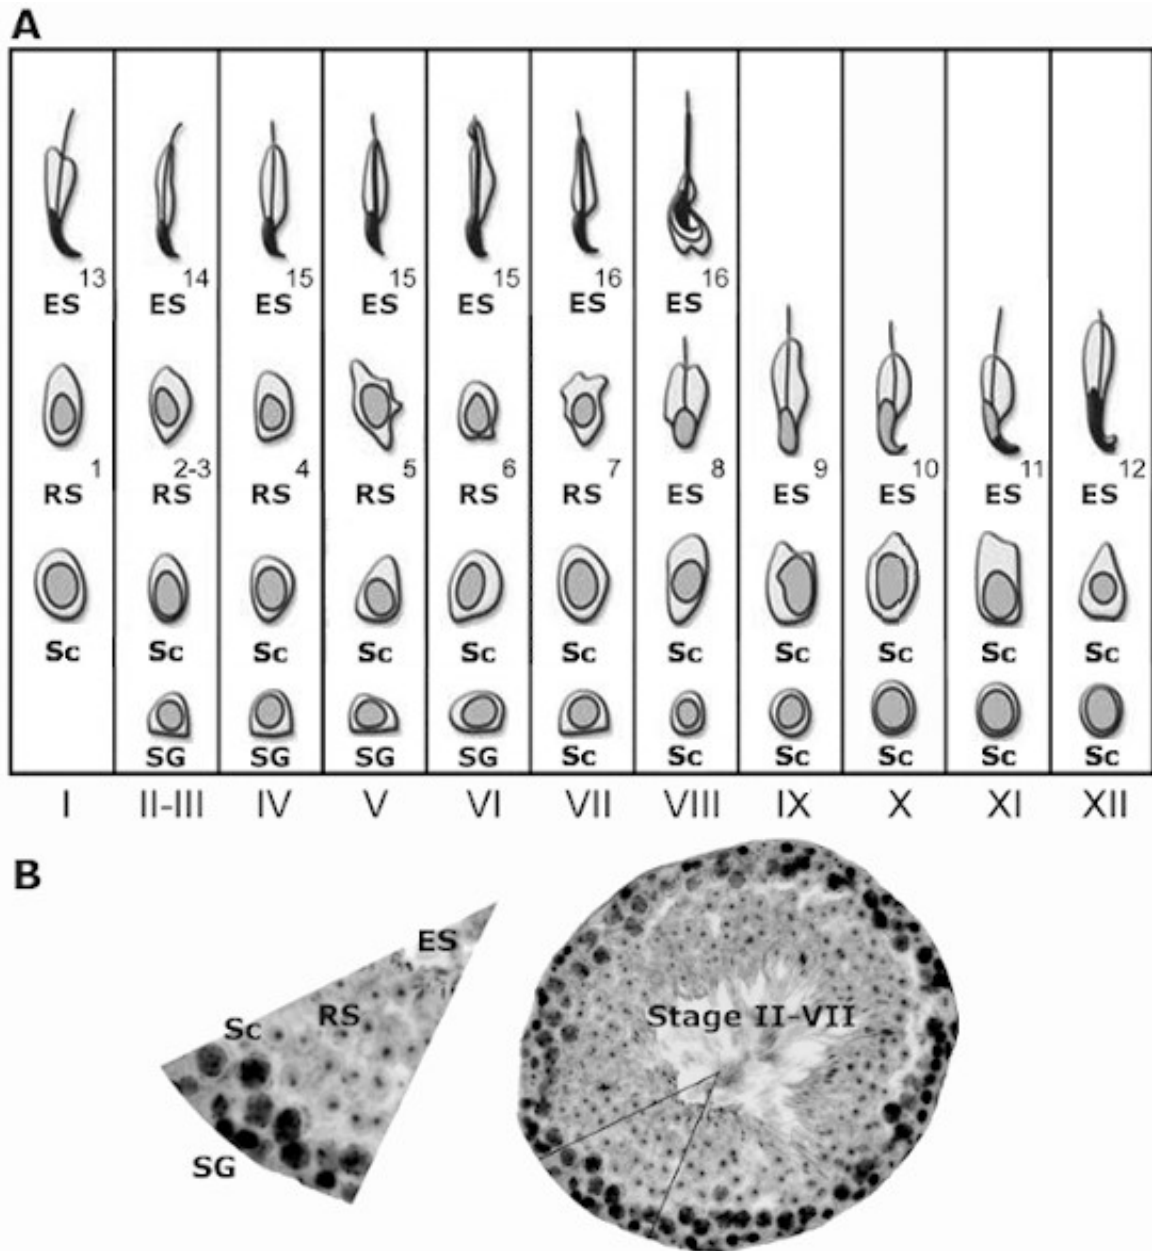 A
13 14 15 15 15 16 16
ES ES ES ES ES ES ES
1 2-3 4 5 6 7 8 9 10 11 12
RS RS RS RS RS RS ES ES ES ES ES
Sc Sc Sc Sc Sc Sc Sc Sc Sc Sc Sc
SG SG SG SG Sc Sc Sc Sc Sc Sc
I II-III IV V VI VII VIII IX X XI XII
B
ES
RS
Sc
SG
Stage II-VII